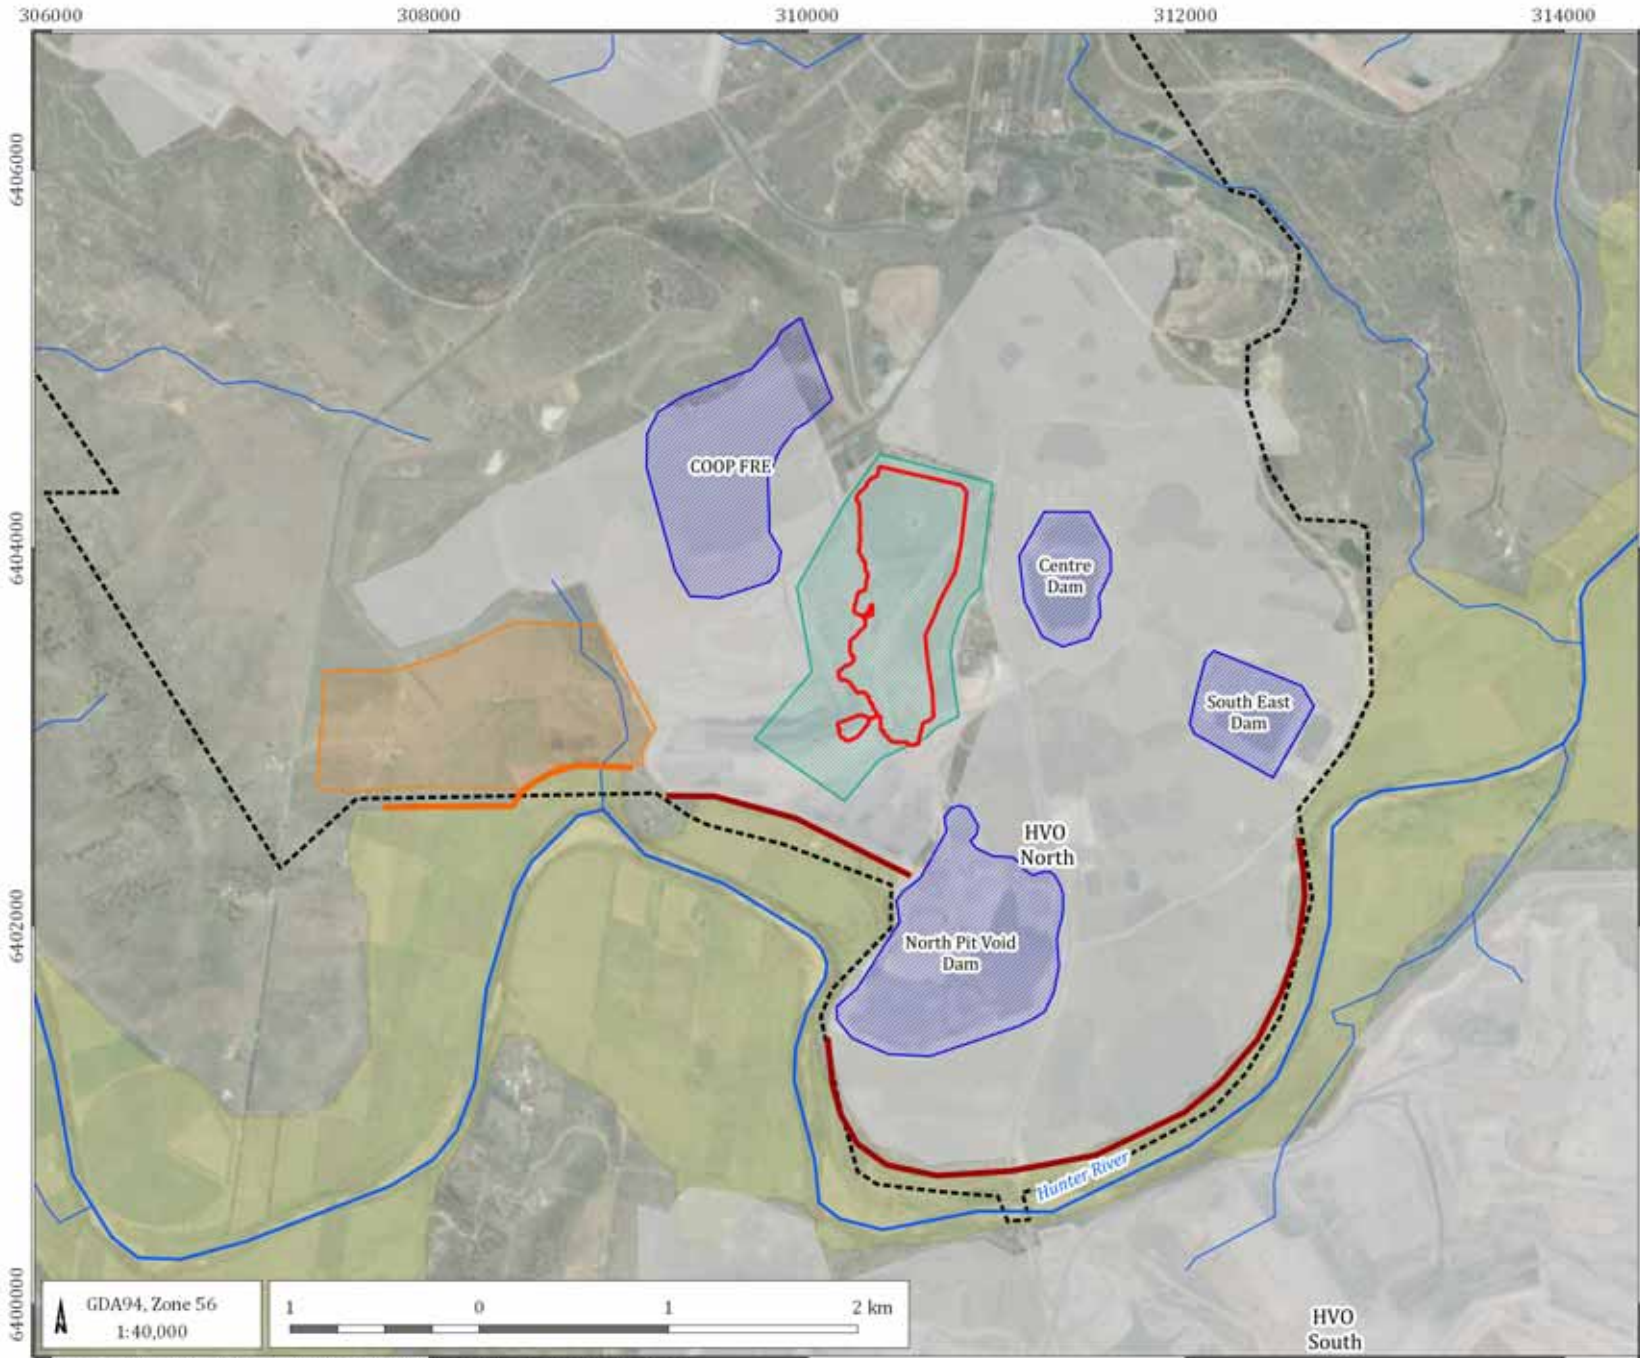 306000
308000
310000
312000
314000
6406000
6404000
6402000
6400000
COOP FRE
Centre
Dam
South East
Dam
HVO
North
North Pit Void
Dam
Hunter River
HVO
South
GDA94, Zone 56
1:40,000
1 0 1 2 km